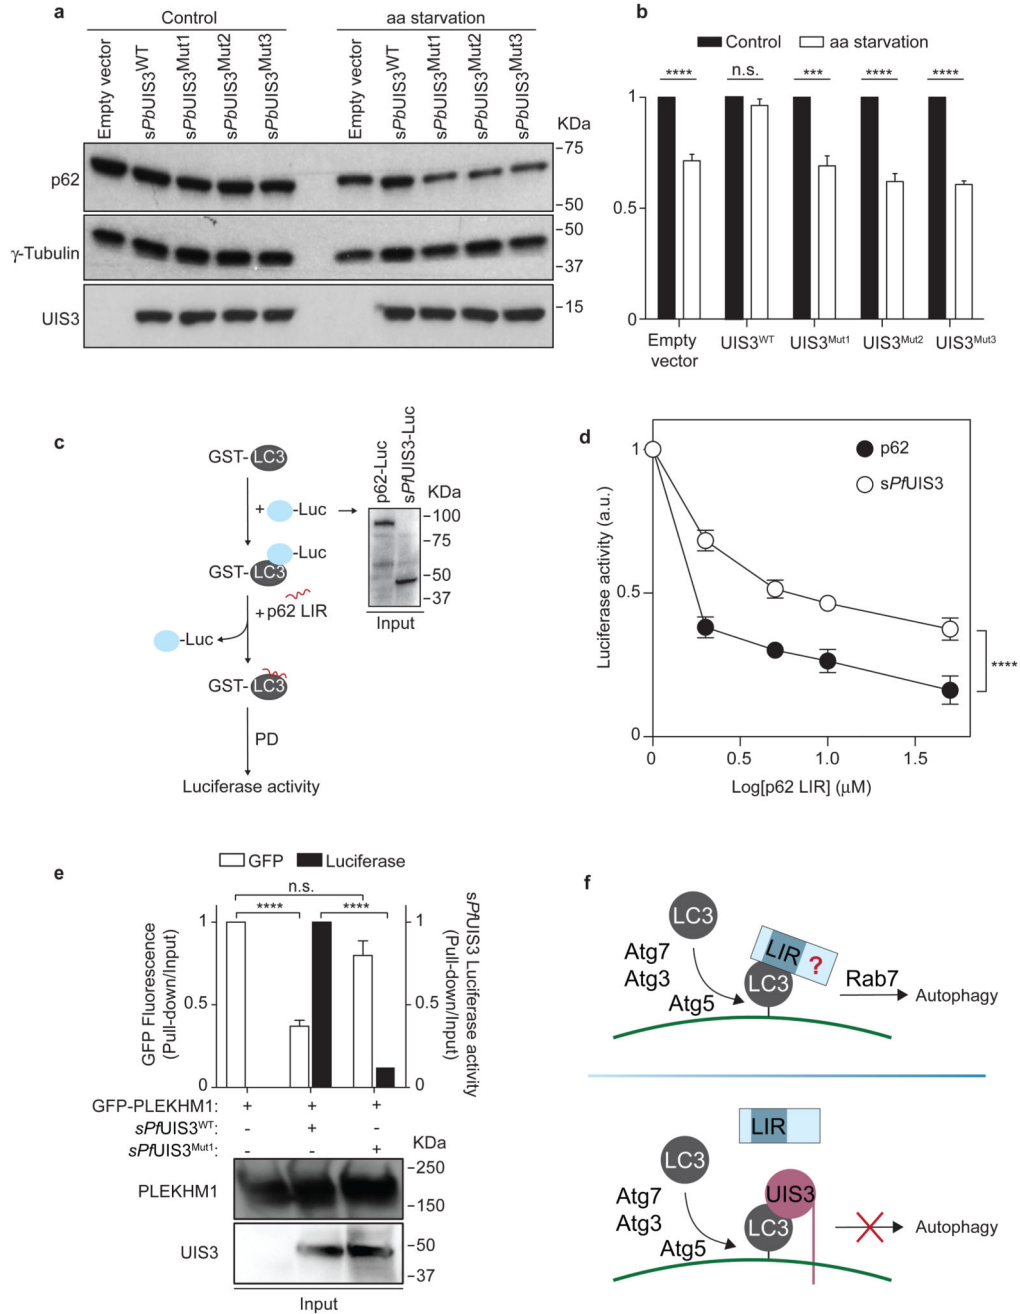 a
Control
aa starvation
Empty vector
sPbUIS3WT
sPbUIS3Mut1
sPbUIS3Mut2
sPbUIS3Mut3
Empty vector
sPbUIS3WT
sPbUIS3Mut1
sPbUIS3Mut2
sPbUIS3Mut3
KDa
p62
-75
-50
γ-Tubulin
-50
-37
UIS3
-15
b
Control
aa starvation
****
n.s.
***
****
****
1
0.5
0
Empty vector
UIS3WT
UIS3Mut1
UIS3Mut2
UIS3Mut3
c
GST-LC3
+ -Luc
-Luc
GST-LC3
+p62 LIR
-Luc
GST-LC3
PD
Luciferase activity
p62-Luc
sPfUIS3-Luc
KDa
-100
-75
-50
-37
Input
d
p62
sPfUIS3
Luciferase activity (a.u.)
1
0.5
0
****
0
0.5
1.0
1.5
Log[p62 LIR] (μM)
e
GFP
Luciferase
n.s.
****
****
GFP Fluorescence
(Pull-down/Input)
1
0.5
0
1
0.5
0
sPfUIS3 Luciferase activity
(Pull-down/Input)
GFP-PLEKHM1: + + +
sPfUIS3WT: - + -
sPfUIS3Mut1: - - +
KDa
PLEKHM1
-250
-150
UIS3
-50
-37
Input
f
LC3
Atg7
Atg3
Atg5
LIR ?
LC3
Rab7
Autophagy
LIR
LC3
Atg7
Atg3
Atg5
UIS3
LC3
Autophagy